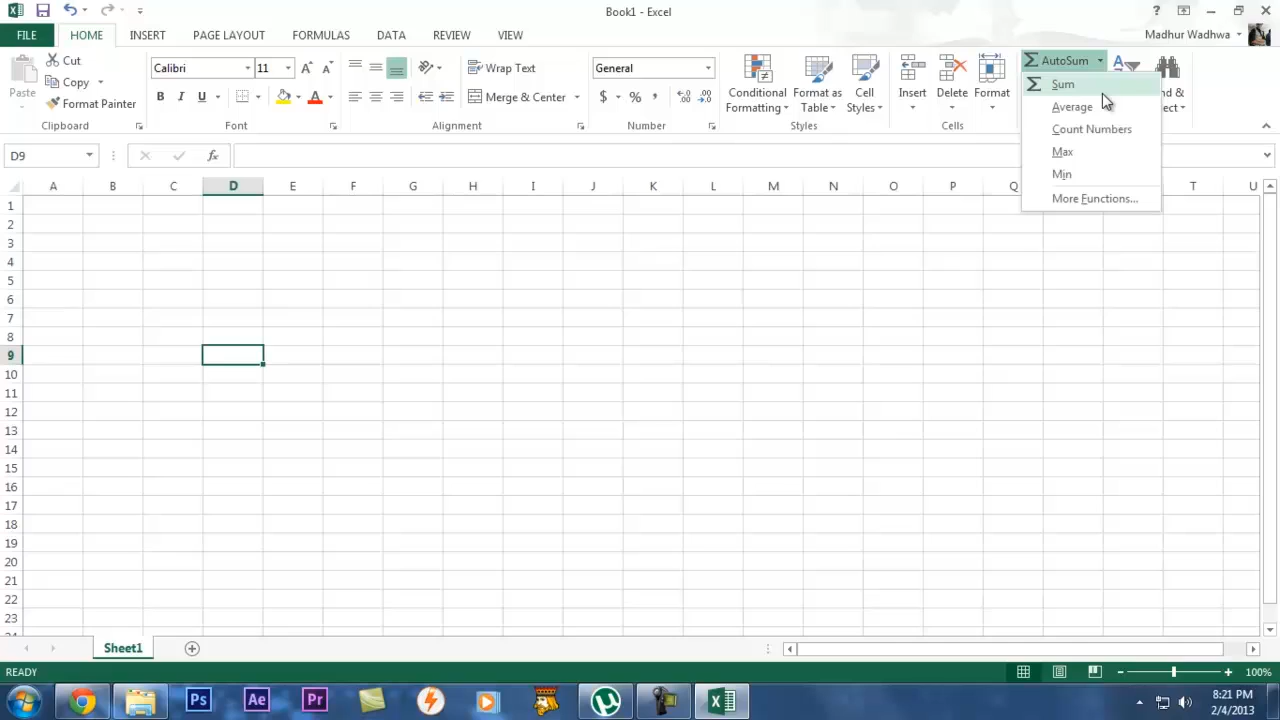 Book1 - Excel
?
FILE HOME INSERT PAGE LAYOUT FORMULAS DATA REVIEW VIEW Madhur Wadhwa
Cut
Copy
Format Painter
Paste
Clipboard
Calibri 11
B I U A
Font
Wrap Text
Merge & Center
Alignment
General
$ % ,
Number
Conditional Formatting
Format as Table
Cell Styles
Styles
Insert Delete Format
Cells
AutoSum
Sum
Average
Count Numbers
Max
Min
More Functions...
D9 fx
A B C D E F G H I J K L M N O P Q T U
1
2
3
4
5
6
7
8
9
10
11
12
13
14
15
16
17
18
19
20
21
22
23
Sheet1
READY 100%
Ps Ae Pr
8:21 PM
2/4/2013